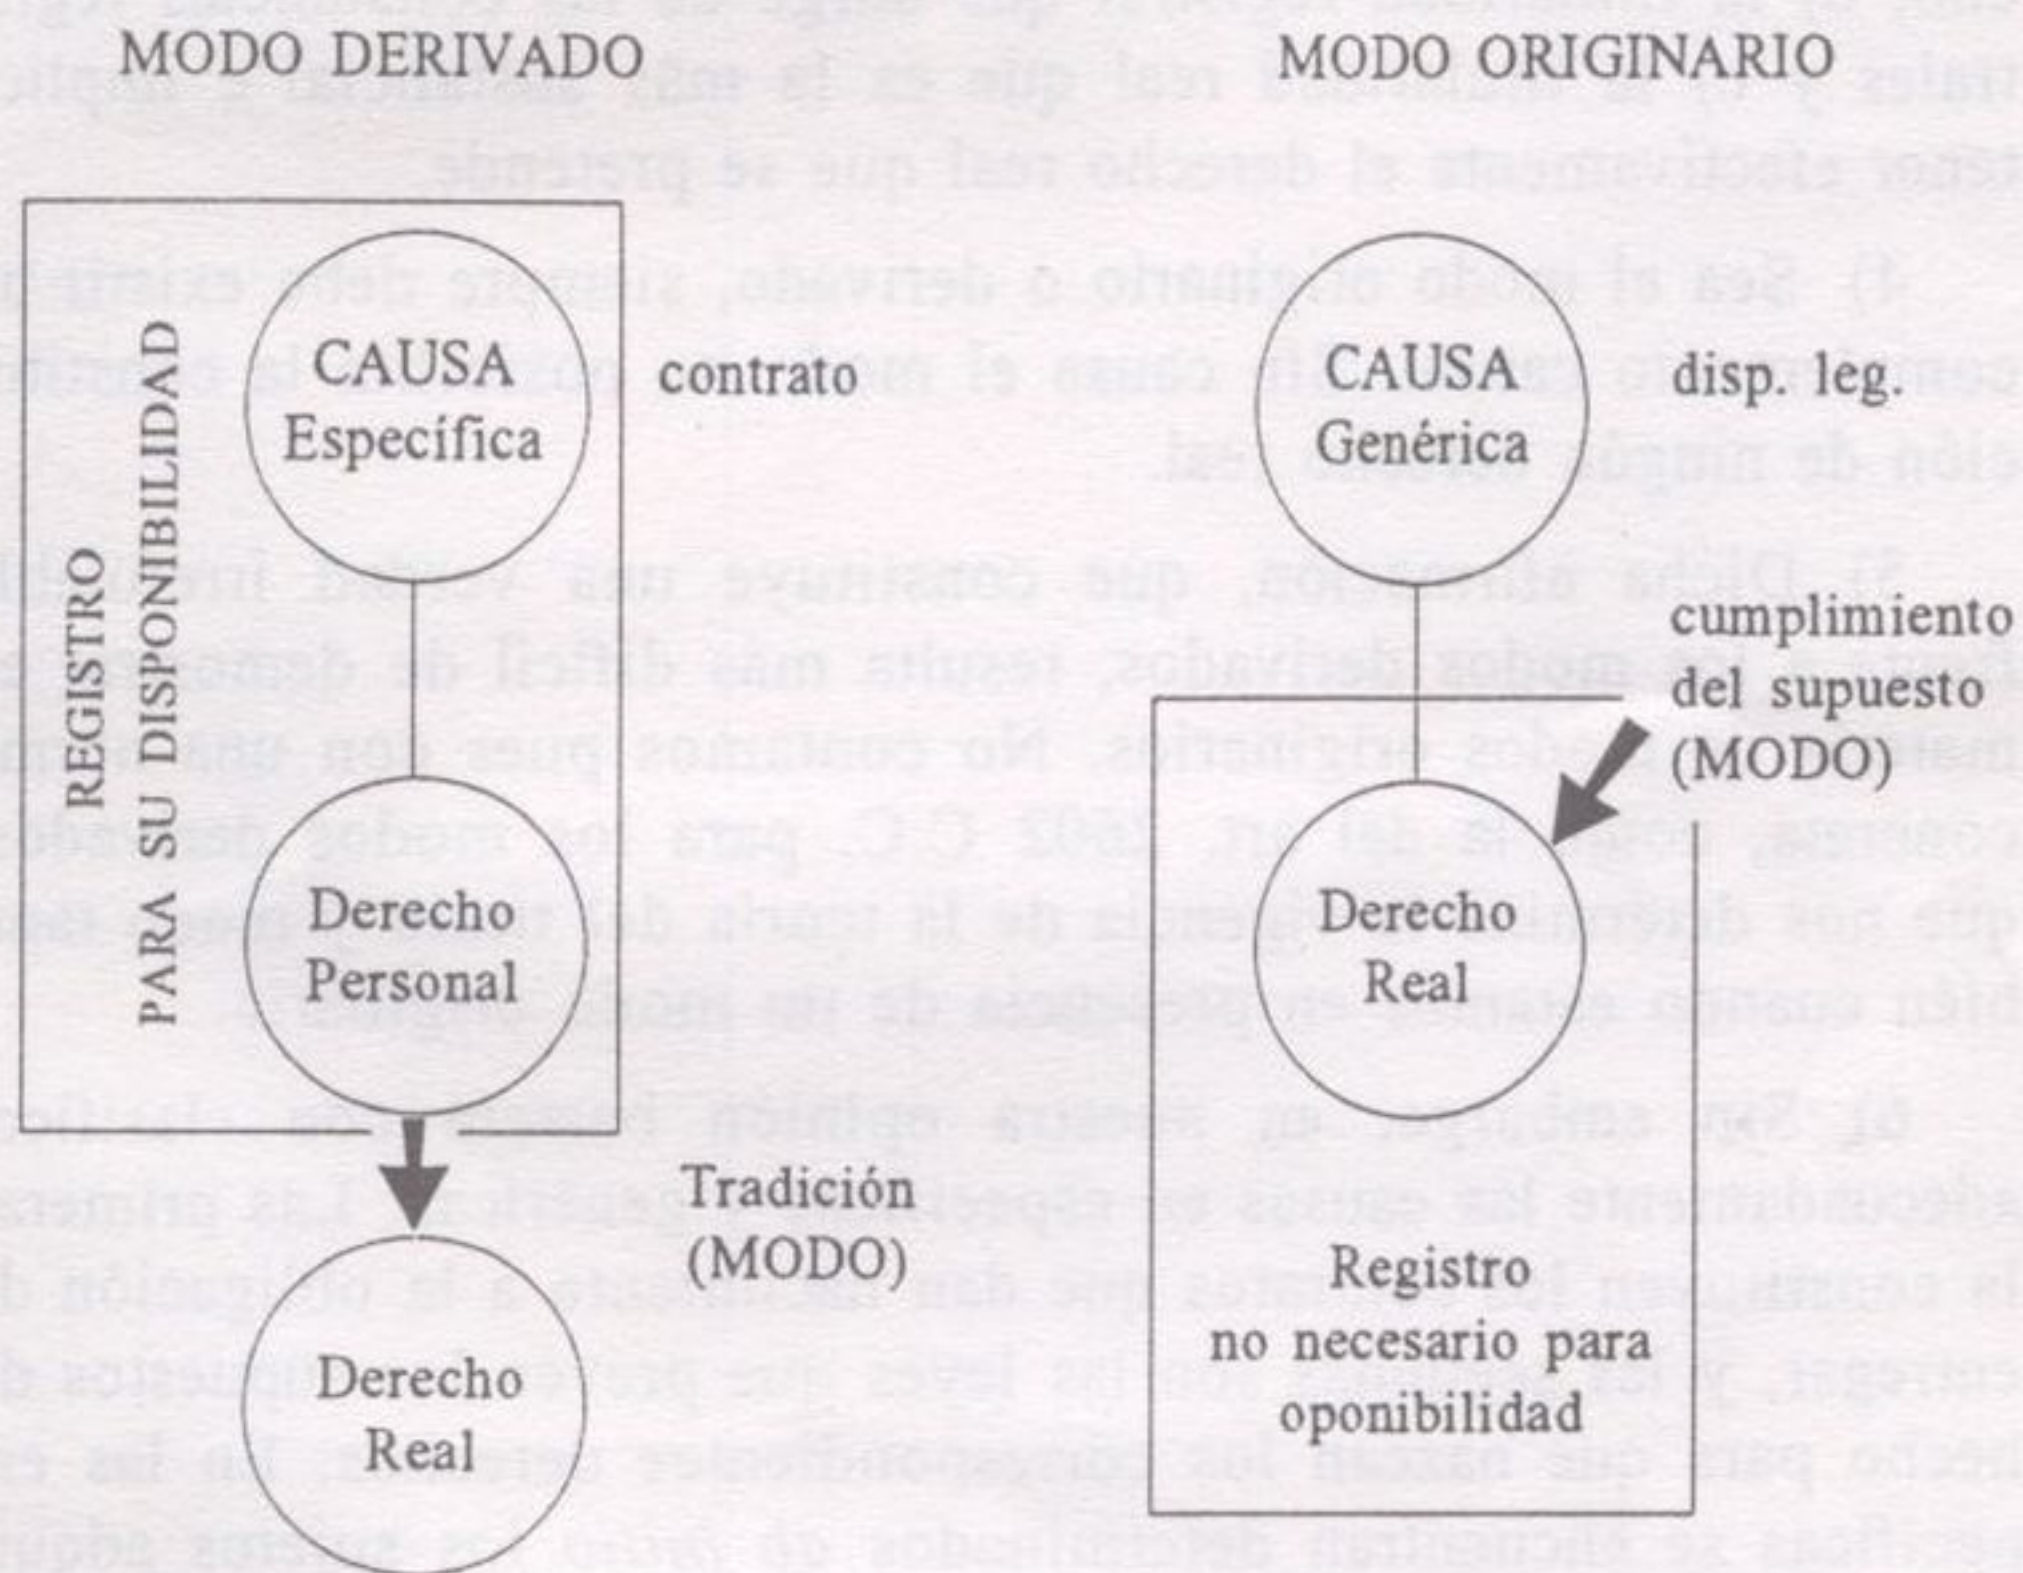 MODO DERIVADO
REGISTRO
PARA SU DISPONIBILIDAD
CAUSA
Específica
contrato
Derecho
Personal
Tradición
(MODO)
Derecho
Real
MODO ORIGINARIO
CAUSA
Genérica
disp. leg.
cumplimiento
del supuesto
(MODO)
Derecho
Real
Registro
no necesario para
oponibilidad